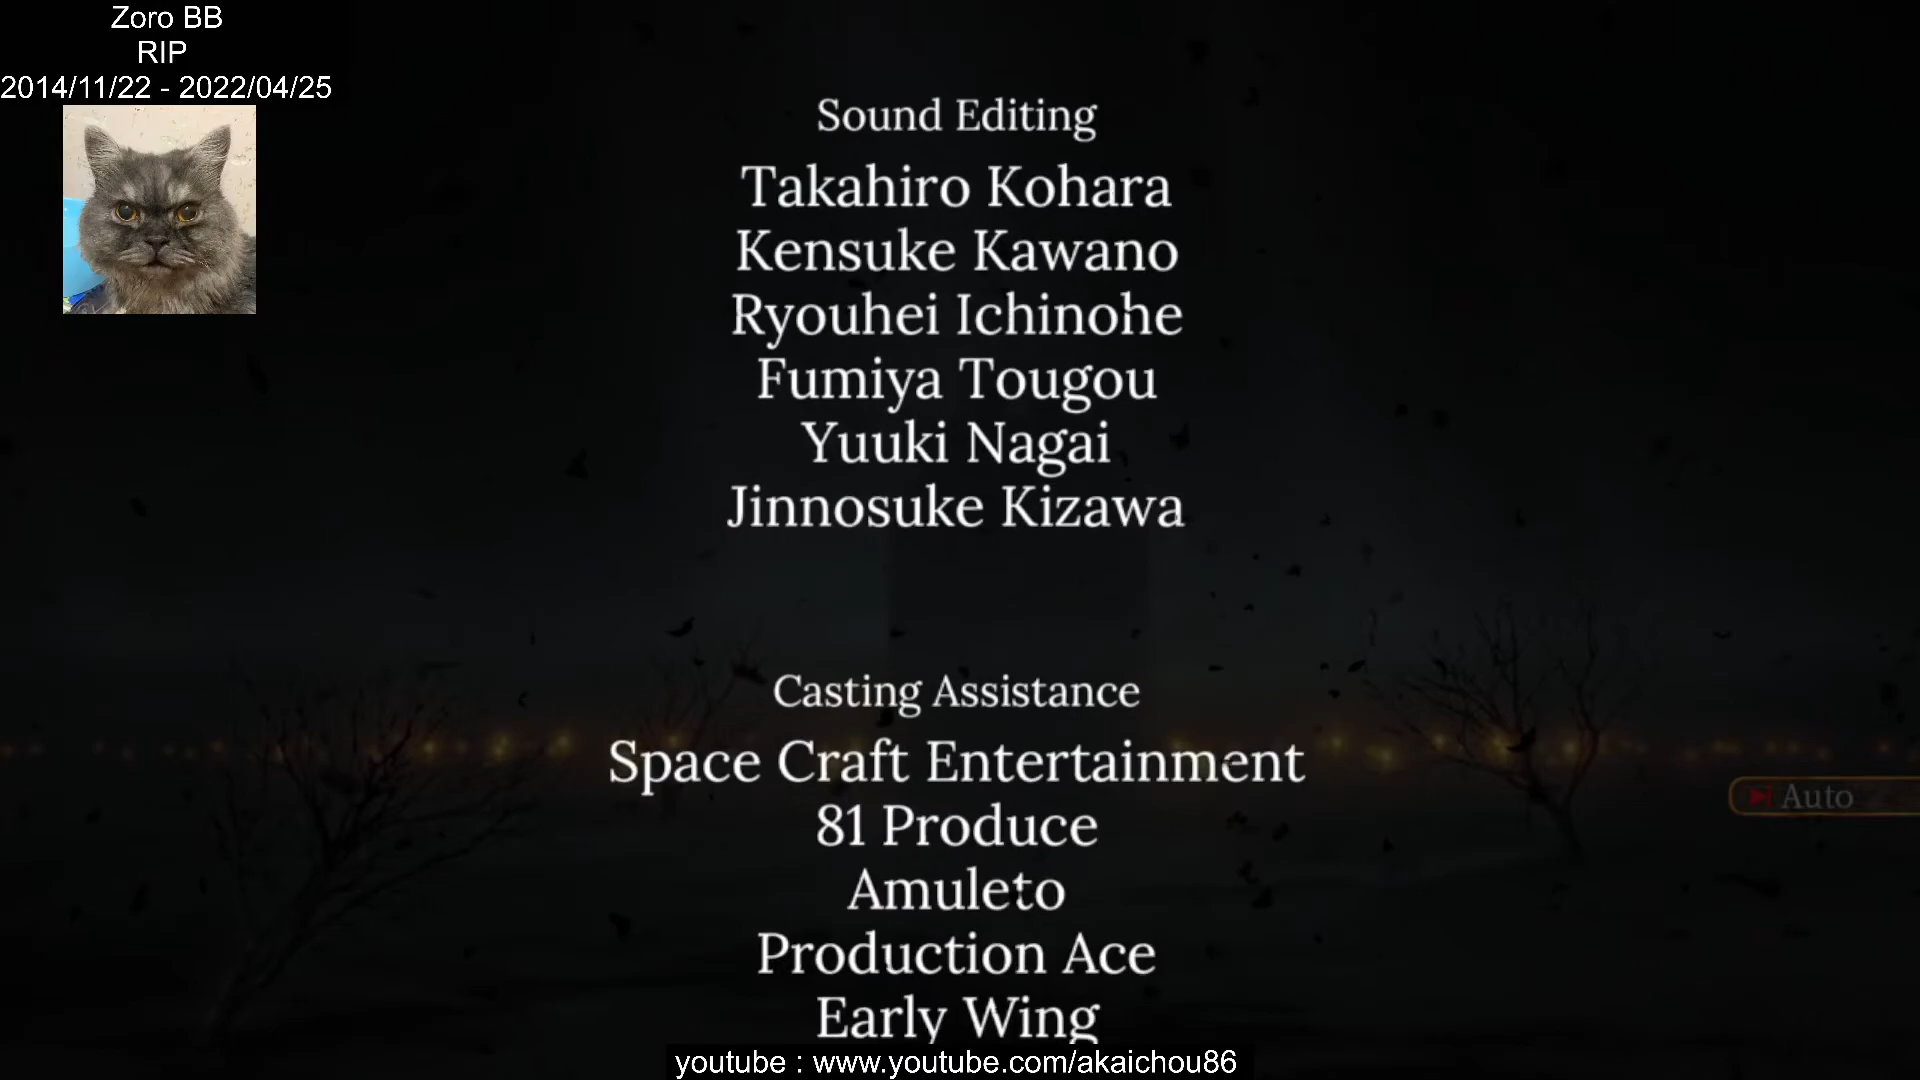 Zoro BB
RIP
2014/11/22 - 2022/04/25
Sound Editing
Takahiro Kohara
Kensuke Kawano
Ryouhei Ichinohe
Fumiya Tougou
Yuuki Nagai
Jinnosuke Kizawa
Casting Assistance
Space Craft Entertainment
Auto
81 Produce
Amuleto
Production Ace
Early Wing
youtube : www.youtube.com/akaichou86